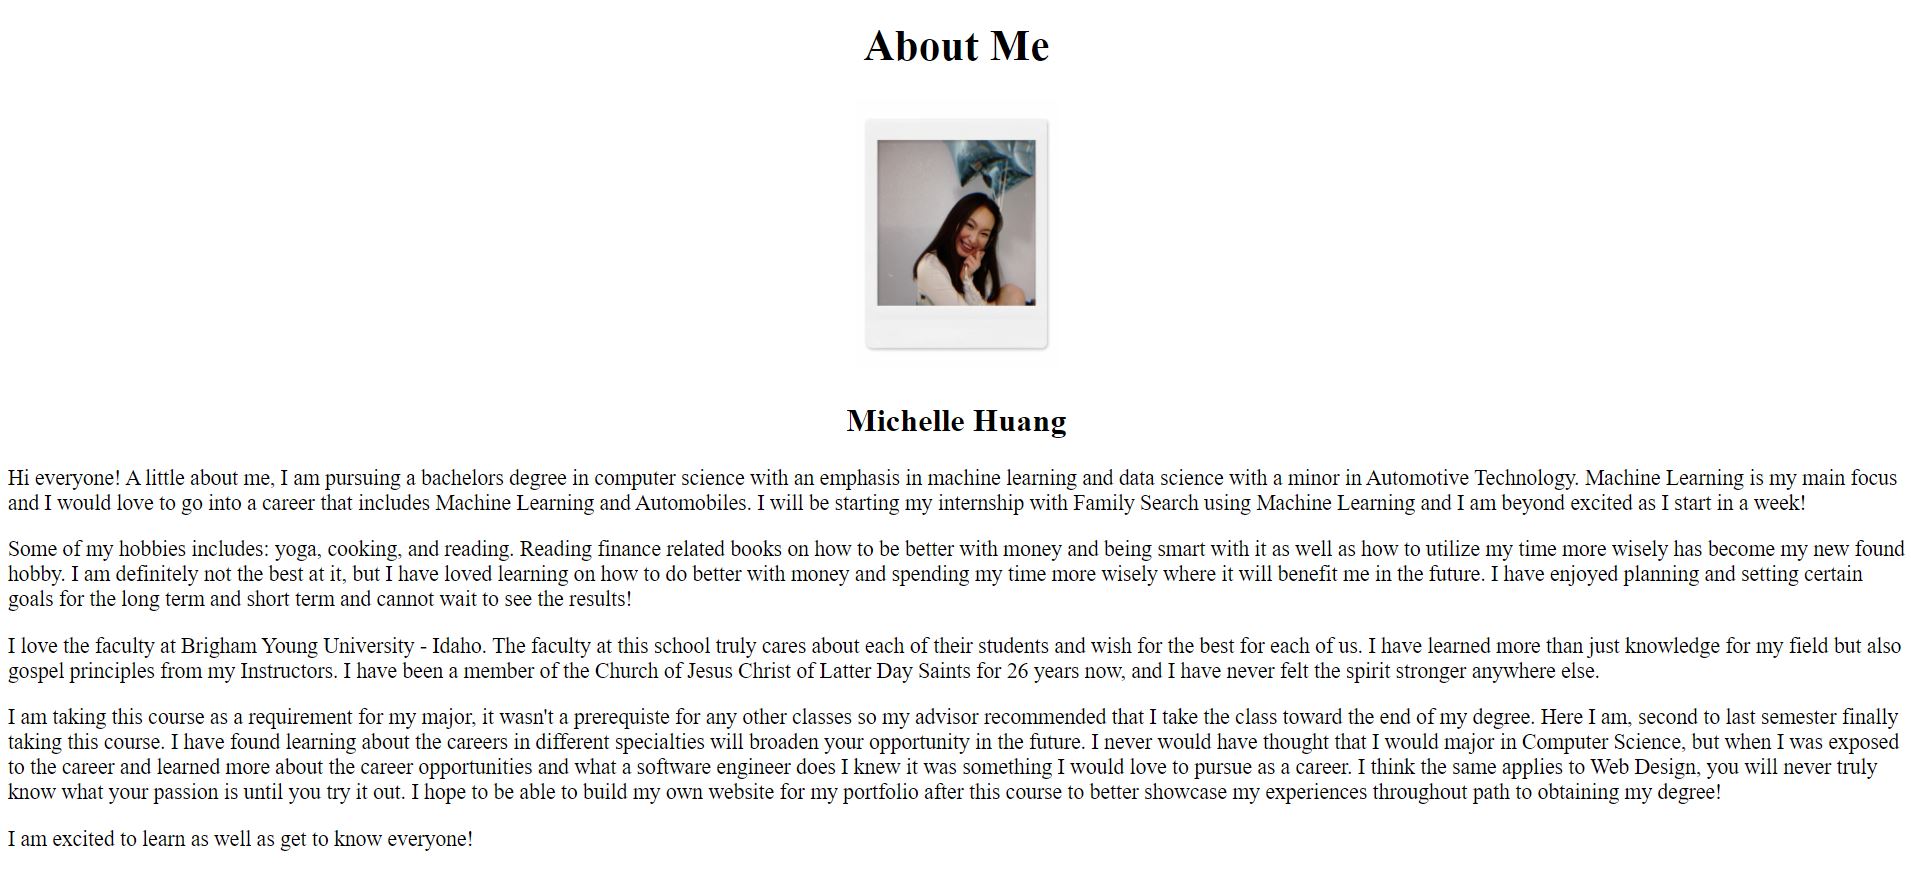 About Me
Michelle Huang
Hi everyone! A little about me, I am pursuing a bachelors degree in computer science with an emphasis in machine learning and data science with a minor in Automotive Technology. Machine Learning is my main focus
and I would love to go into a career that includes Machine Learning and Automobiles. I will be starting my internship with Family Search using Machine Learning and I am beyond excited as I start in a week!
Some of my hobbies includes: yoga, cooking, and reading. Reading finance related books on how to be better with money and being smart with it as well as how to utilize my time more wisely has become my new found
hobby. I am definitely not the best at it, but I have loved learning on how to do better with money and spending my time more wisely where it will benefit me in the future. I have enjoyed planning and setting certain
goals for the long term and short term and cannot wait to see the results!
I love the faculty at Brigham Young University - Idaho. The faculty at this school truly cares about each of their students and wish for the best for each of us. I have learned more than just knowledge for my field but also
gospel principles from my Instructors. I have been a member of the Church of Jesus Christ of Latter Day Saints for 26 years now, and I have never felt the spirit stronger anywhere else.
I am taking this course as a requirement for my major, it wasn't a prerequiste for any other classes so my advisor recommended that I take the class toward the end of my degree. Here I am, second to last semester finally
taking this course. I have found learning about the careers in different specialties will broaden your opportunity in the future. I never would have thought that I would major in Computer Science, but when I was exposed
to the career and learned more about the career opportunities and what a software engineer does I knew it was something I would love to pursue as a career. I think the same applies to Web Design, you will never truly
know what your passion is until you try it out. I hope to be able to build my own website for my portfolio after this course to better showcase my experiences throughout path to obtaining my degree!
I am excited to learn as well as get to know everyone!